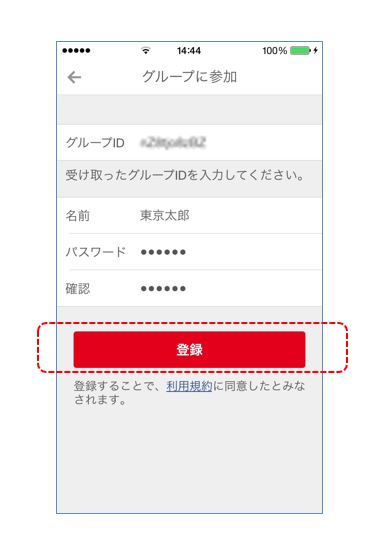 14:44
100%
グループに参加
グループID
受け取ったグループIDを入力してください。
名前 東京太郎
パスワード ●●●●●●
確認 ●●●●●●
登録
登録することで、利用規約に同意したとみな
されます。